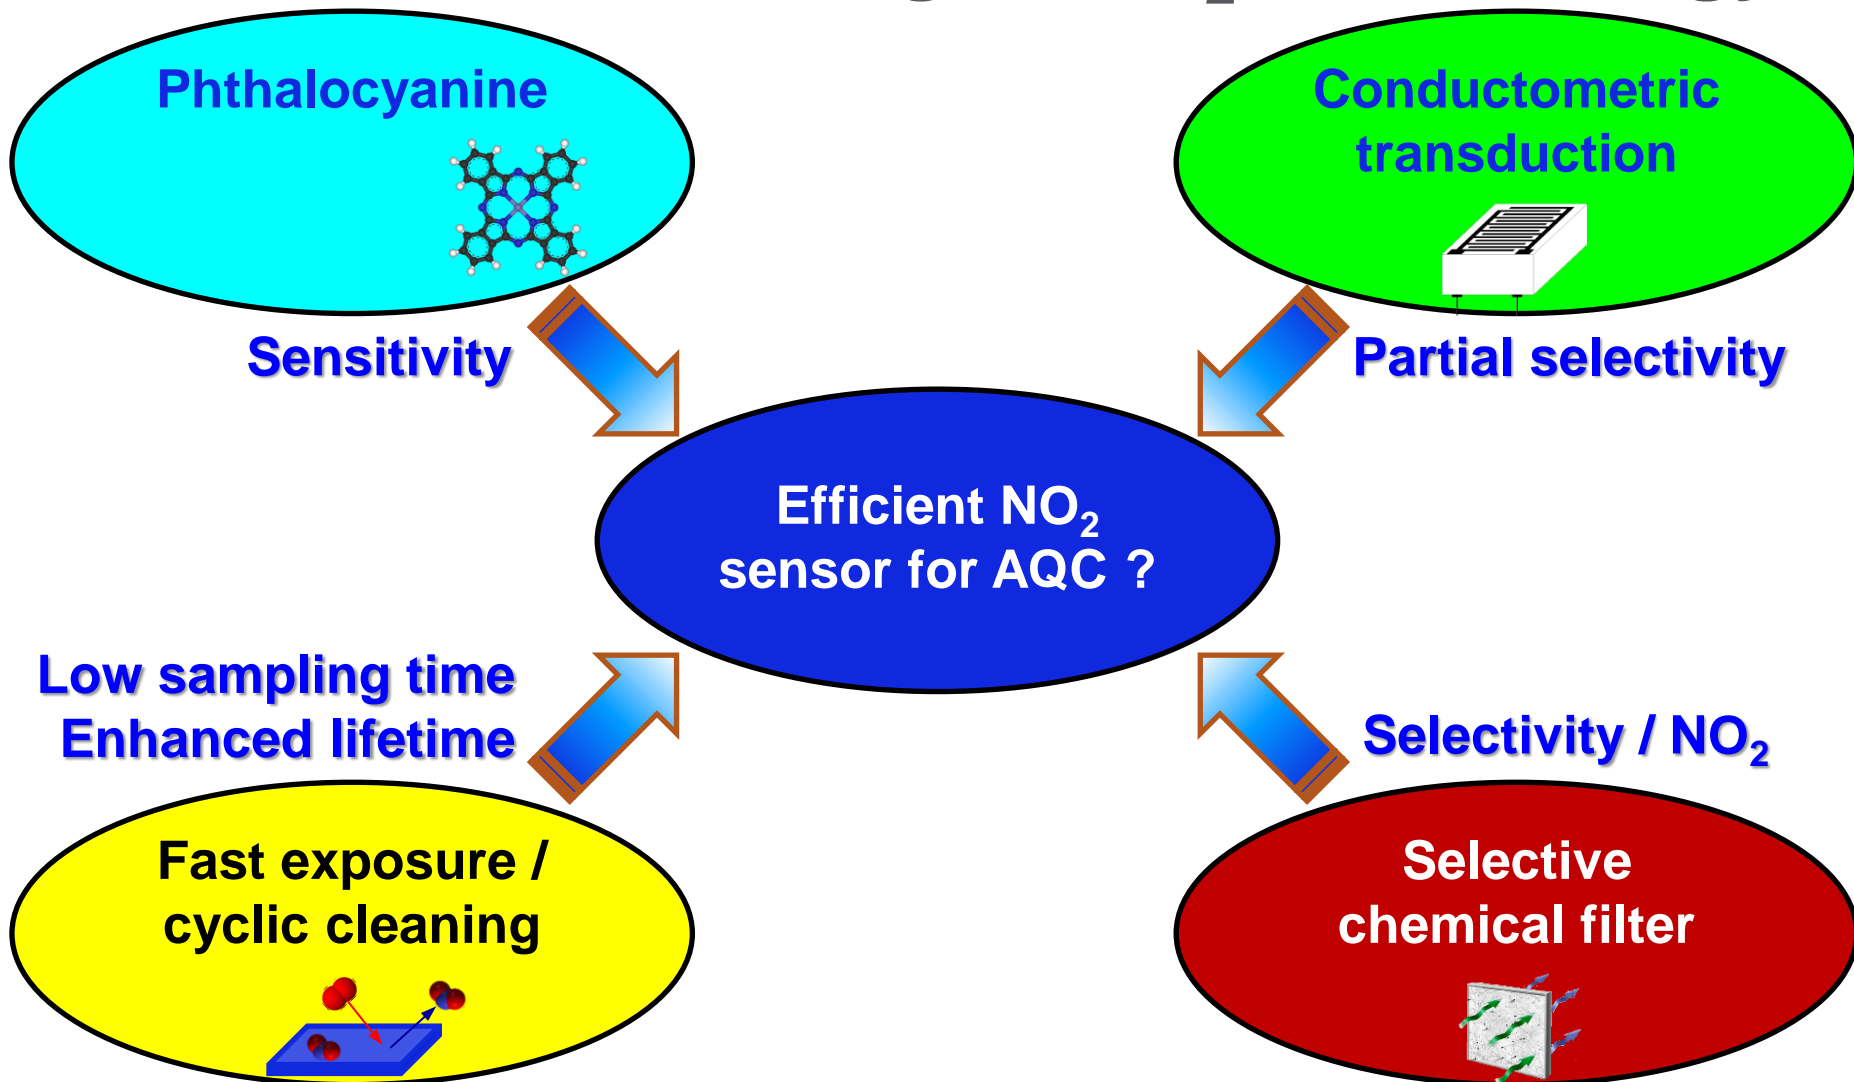 Phthalocyanine
Conductometric
transduction
Sensitivity
Partial selectivity
Efficient NO₂
sensor for AQC ?
Low sampling time
Enhanced lifetime
Selectivity / NO₂
Fast exposure /
cyclic cleaning
Selective
chemical filter